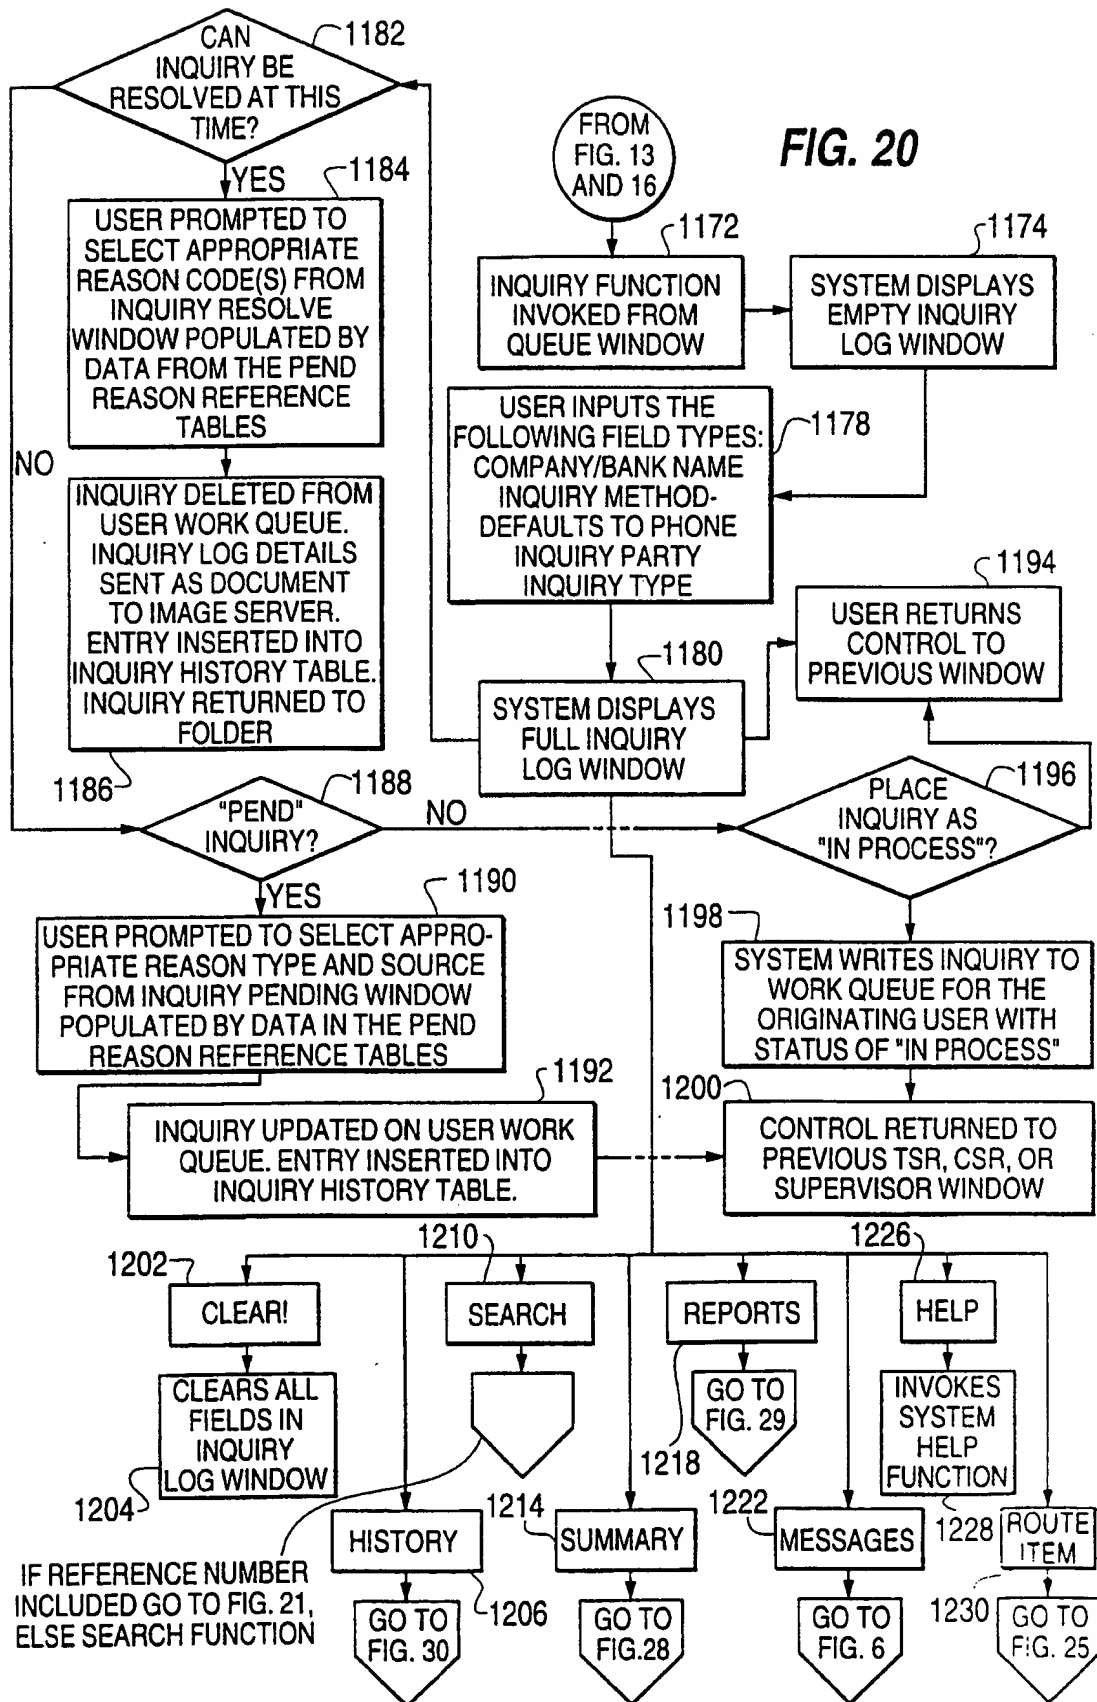 CAN
INQUIRY BE
RESOLVED AT THIS
TIME?
1182
YES
1184
USER PROMPTED TO
SELECT APPROPRIATE
REASON CODE(S) FROM
INQUIRY RESOLVE
WINDOW POPULATED BY
DATA FROM THE PEND
REASON REFERENCE
TABLES
NO
INQUIRY DELETED FROM
USER WORK QUEUE.
INQUIRY LOG DETAILS
SENT AS DOCUMENT
TO IMAGE SERVER.
ENTRY INSERTED INTO
INQUIRY HISTORY TABLE.
INQUIRY RETURNED TO
FOLDER
1186
FROM
FIG. 13
AND 16
FIG. 20
1172
INQUIRY FUNCTION
INVOKED FROM
QUEUE WINDOW
1174
SYSTEM DISPLAYS
EMPTY INQUIRY
LOG WINDOW
USER INPUTS THE
FOLLOWING FIELD TYPES:
COMPANY/BANK NAME
INQUIRY METHOD-
DEFAULTS TO PHONE
INQUIRY PARTY
INQUIRY TYPE
1178
1180
SYSTEM DISPLAYS
FULL INQUIRY
LOG WINDOW
1194
USER RETURNS
CONTROL TO
PREVIOUS WINDOW
1188
"PEND"
INQUIRY?
NO
YES
1196
PLACE
INQUIRY AS
"IN PROCESS"?
1190
USER PROMPTED TO SELECT APPRO-
PRIATE REASON TYPE AND SOURCE
FROM INQUIRY PENDING WINDOW
POPULATED BY DATA IN THE PEND
REASON REFERENCE TABLES
1198
SYSTEM WRITES INQUIRY TO
WORK QUEUE FOR THE
ORIGINATING USER WITH
STATUS OF "IN PROCESS"
1192
INQUIRY UPDATED ON USER WORK
QUEUE. ENTRY INSERTED INTO
INQUIRY HISTORY TABLE.
1200
CONTROL RETURNED TO
PREVIOUS TSR, CSR, OR
SUPERVISOR WINDOW
1202
CLEAR!
CLEARS ALL
FIELDS IN
INQUIRY
LOG WINDOW
1204
1210
SEARCH
IF REFERENCE NUMBER
INCLUDED GO TO FIG. 21,
ELSE SEARCH FUNCTION
REPORTS
1218
GO TO
FIG. 29
1226
HELP
INVOKES
SYSTEM
HELP
FUNCTION
1228
HISTORY
1206
GO TO
FIG. 30
1214
SUMMARY
GO TO
FIG.28
1222
MESSAGES
GO TO
FIG. 6
ROUTE
ITEM
1230
GO TO
FIG. 25